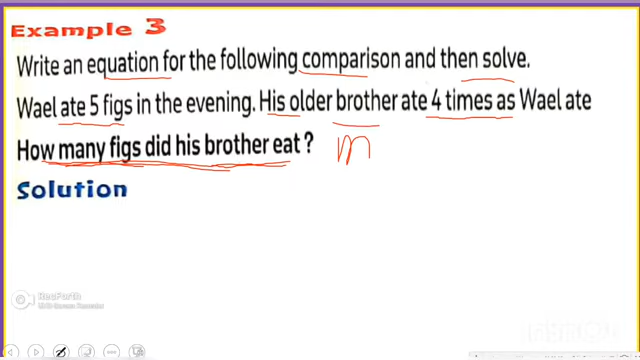 Example 3
Write an equation for the following comparison and then solve.
Wael ate 5 figs in the evening. His older brother ate 4 times as Wael ate
How many figs did his brother eat? m
Solution
RecForth